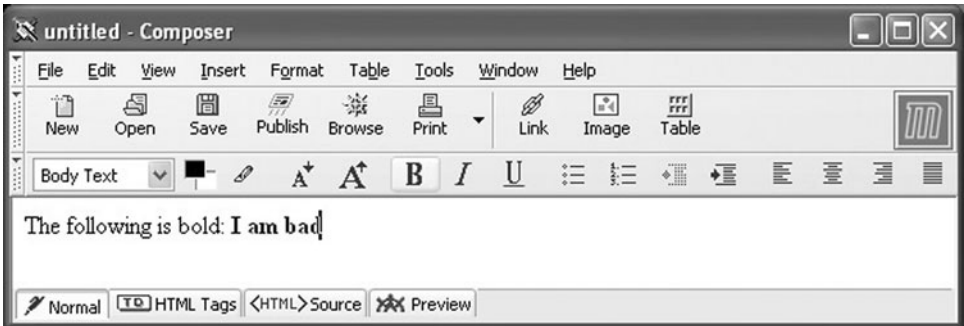 untitled - Composer
File Edit View Insert Format Table Tools Window Help
New Open Save Publish Browse Print Link Image Table
Body Text A A B I U
The following is bold: I am bad
Normal TD HTML Tags <HTML> Source Preview